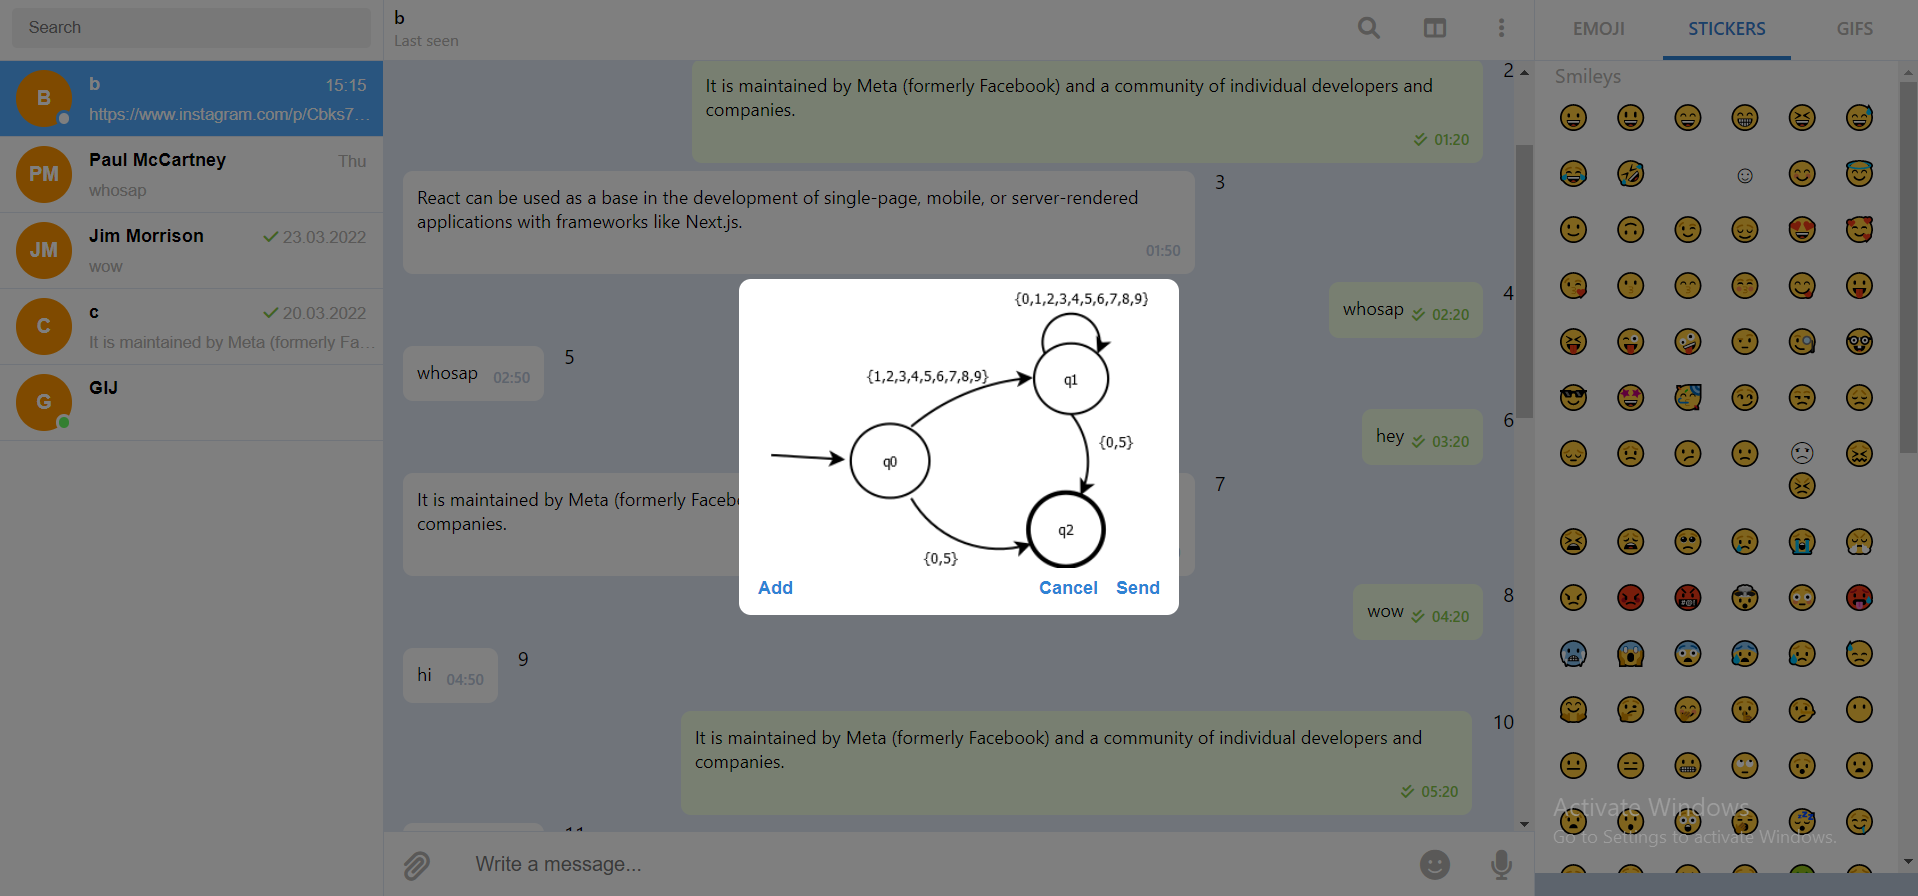 Search
B
b
15:15
https://www.instagram.com/p/Cbks7...
PM
Paul McCartney
Thu
whosap
JM
Jim Morrison
23.03.2022
wow
C
c
20.03.2022
It is maintained by Meta (formerly Fa...
G
b
Last seen
It is maintained by Meta (formerly Facebook) and a community of individual developers and
companies.
01:20
2
React can be used as a base in the development of single-page, mobile, or server-rendered
applications with frameworks like Next.js.
01:50
3
whosap
02:20
4
whosap
02:50
5
hey
03:20
6
It is maintained by Meta (formerly Faceb
companies.
7
wow
04:20
8
hi
04:50
9
It is maintained by Meta (formerly Facebook) and a community of individual developers and
companies.
05:20
10
Write a message...
{0,1,2,3,4,5,6,7,8,9}
q1
{1,2,3,4,5,6,7,8,9}
{0,5}
q0
q2
{0,5}
Add
Cancel
Send
EMOJI
STICKERS
GIFS
Smileys
Activate Windows
Go to Settings to activate Windows.